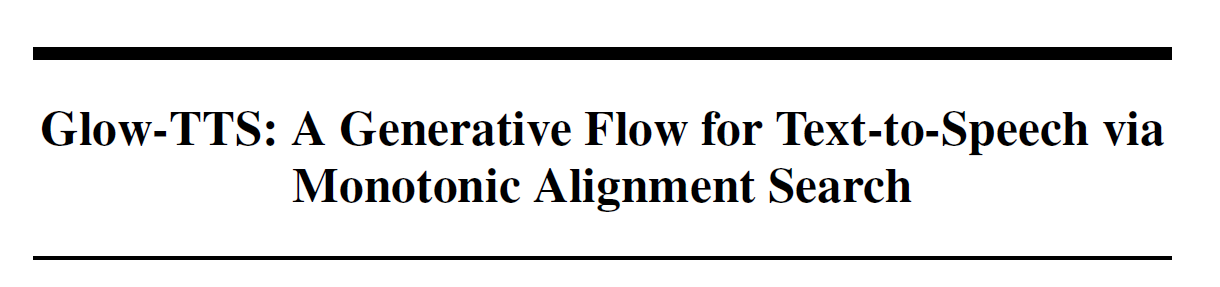 Glow-TTS: A Generative Flow for Text-to-Speech via
Monotonic Alignment Search